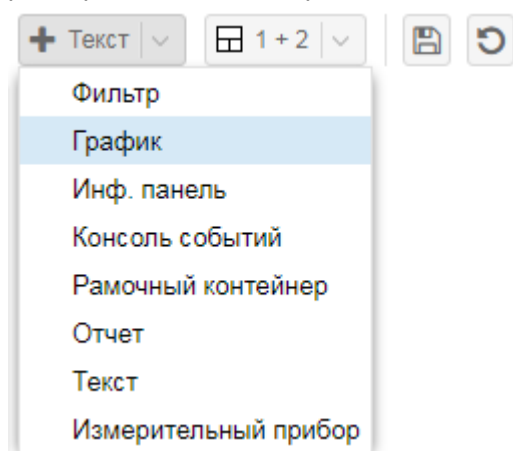 Текст
1 + 2
Фильтр
График
Инф. панель
Консоль событий
Рамочный контейнер
Отчет
Текст
Измерительный прибор